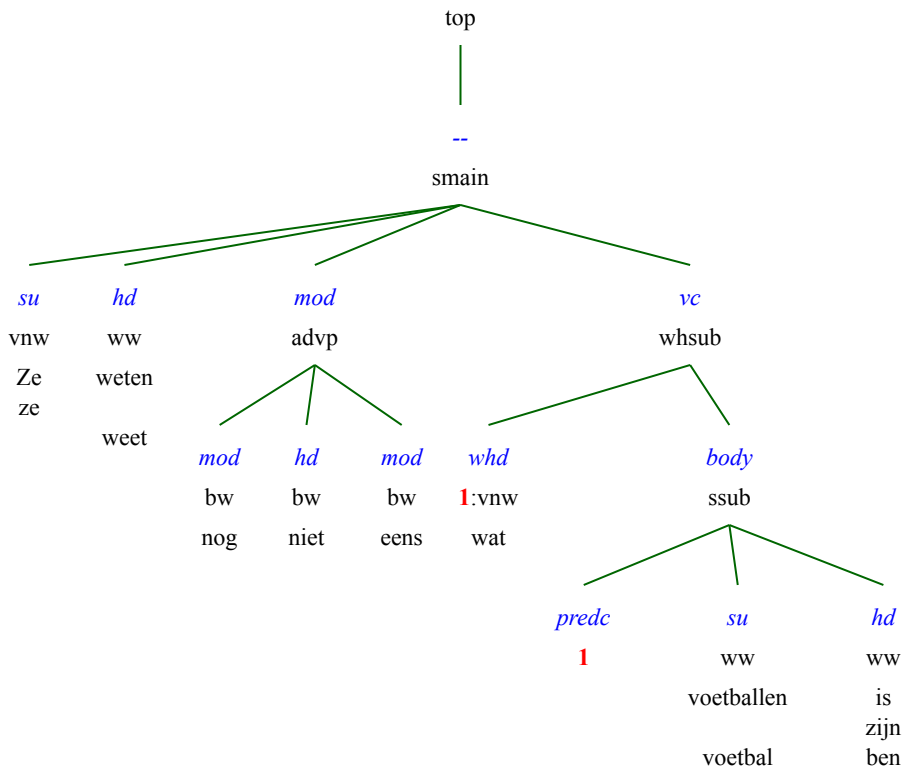 top
--
smain
su hd mod vc
vnw ww advp whsub
Ze weten
ze
weet
mod hd mod whd body
bw bw bw 1:vnw ssub
nog niet eens wat
predc su hd
1 ww ww
voetballen is
zijn
voetbal ben